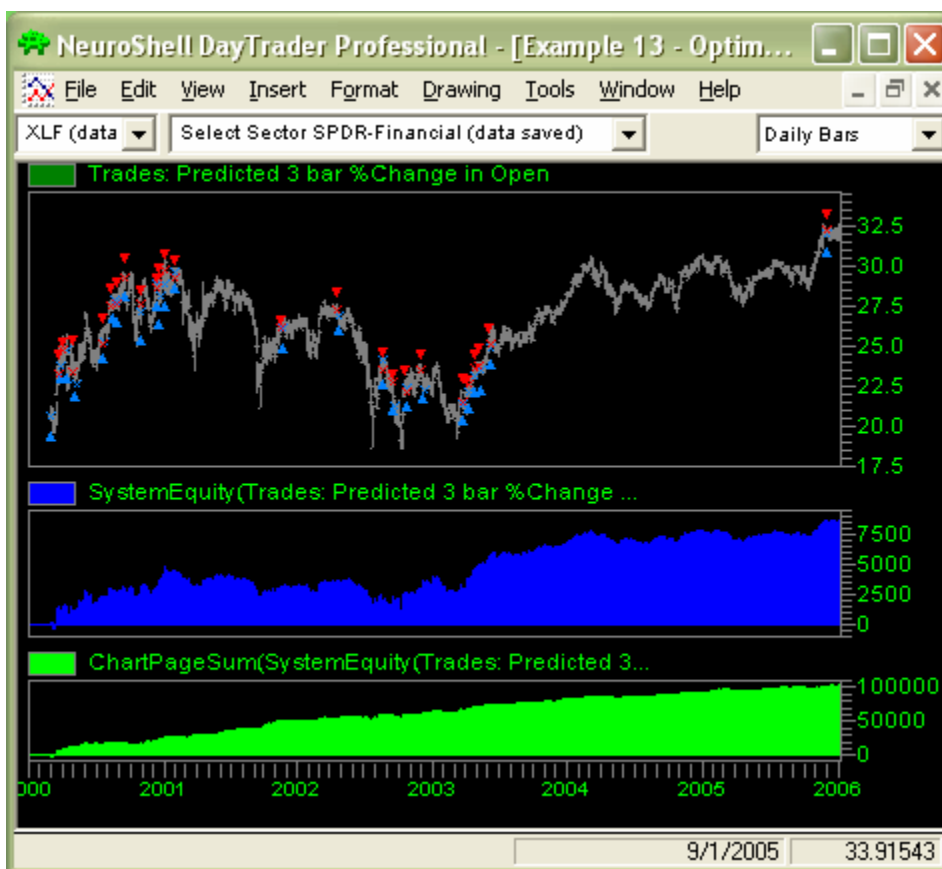 NeuroShell DayTrader Professional - [Example 13 - Optim...
File Edit View Insert Format Drawing Tools Window Help
XLF (data Select Sector SPDR-Financial (data saved) Daily Bars
Trades: Predicted 3 bar %Change in Open
32.5
30.0
27.5
25.0
22.5
20.0
17.5
SystemEquity(Trades: Predicted 3 bar %Change ...
7500
5000
2500
0
ChartPageSum(SystemEquity(Trades: Predicted 3...
100000
50000
0
000 2001 2002 2003 2004 2005 2006
9/1/2005 33.91543